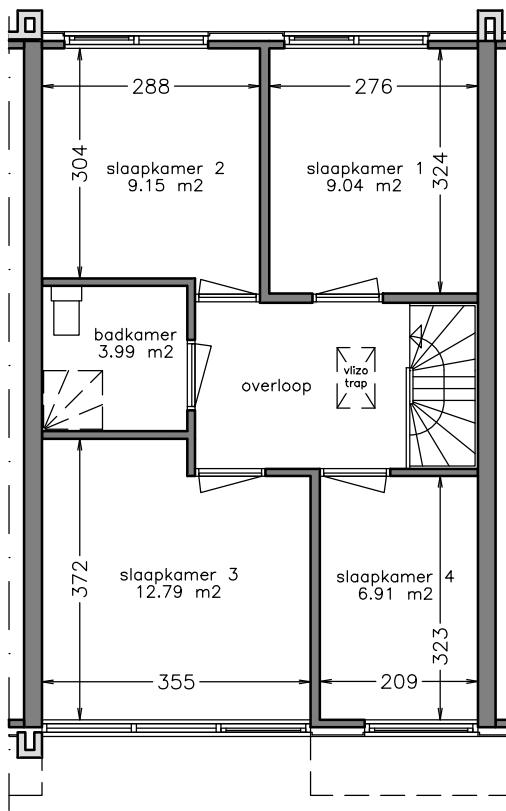 288
276
304
324
slaapkamer 2
9.15 m2
slaapkamer 1
9.04 m2
badkamer
3.99 m2
overloop
vlizo
trap
372
slaapkamer 3
12.79 m2
slaapkamer 4
6.91 m2
323
355
209